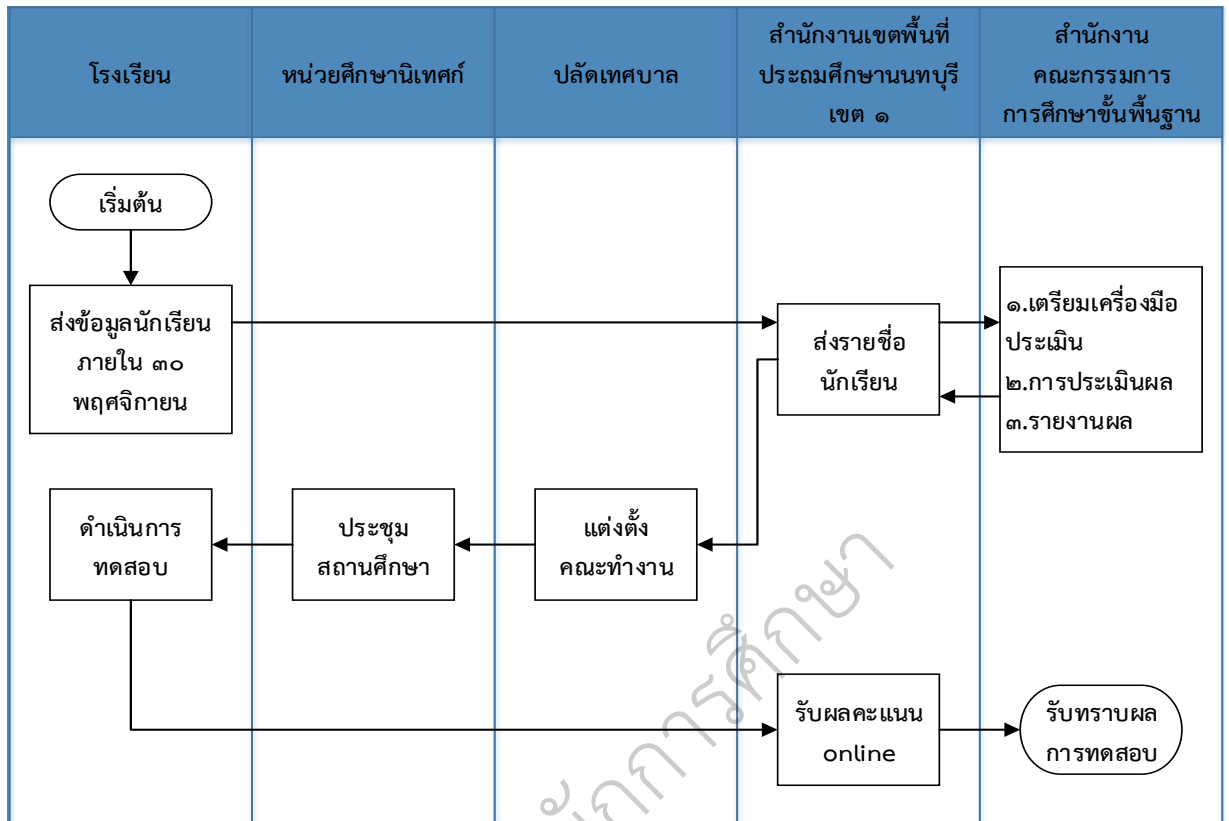 โรงเรียน
หน่วยศึกษานิเทศก์
ปลัดเทศบาล
สำนักงานเขตพื้นที่
ประถมศึกษานนทบุรี
เขต ๑
สำนักงาน
คณะกรรมการ
การศึกษาขั้นพื้นฐาน
เริ่มต้น
ส่งข้อมูลนักเรียน
ภายใน ๓๐
พฤศจิกายน
ส่งรายชื่อ
นักเรียน
๑.เตรียมเครื่องมือ
ประเมิน
๒.การประเมินผล
๓.รายงานผล
ดำเนินการ
ทดสอบ
ประชุม
สถานศึกษา
แต่งตั้ง
คณะทำงาน
รับผลคะแนน
online
รับทราบผล
การทดสอบ